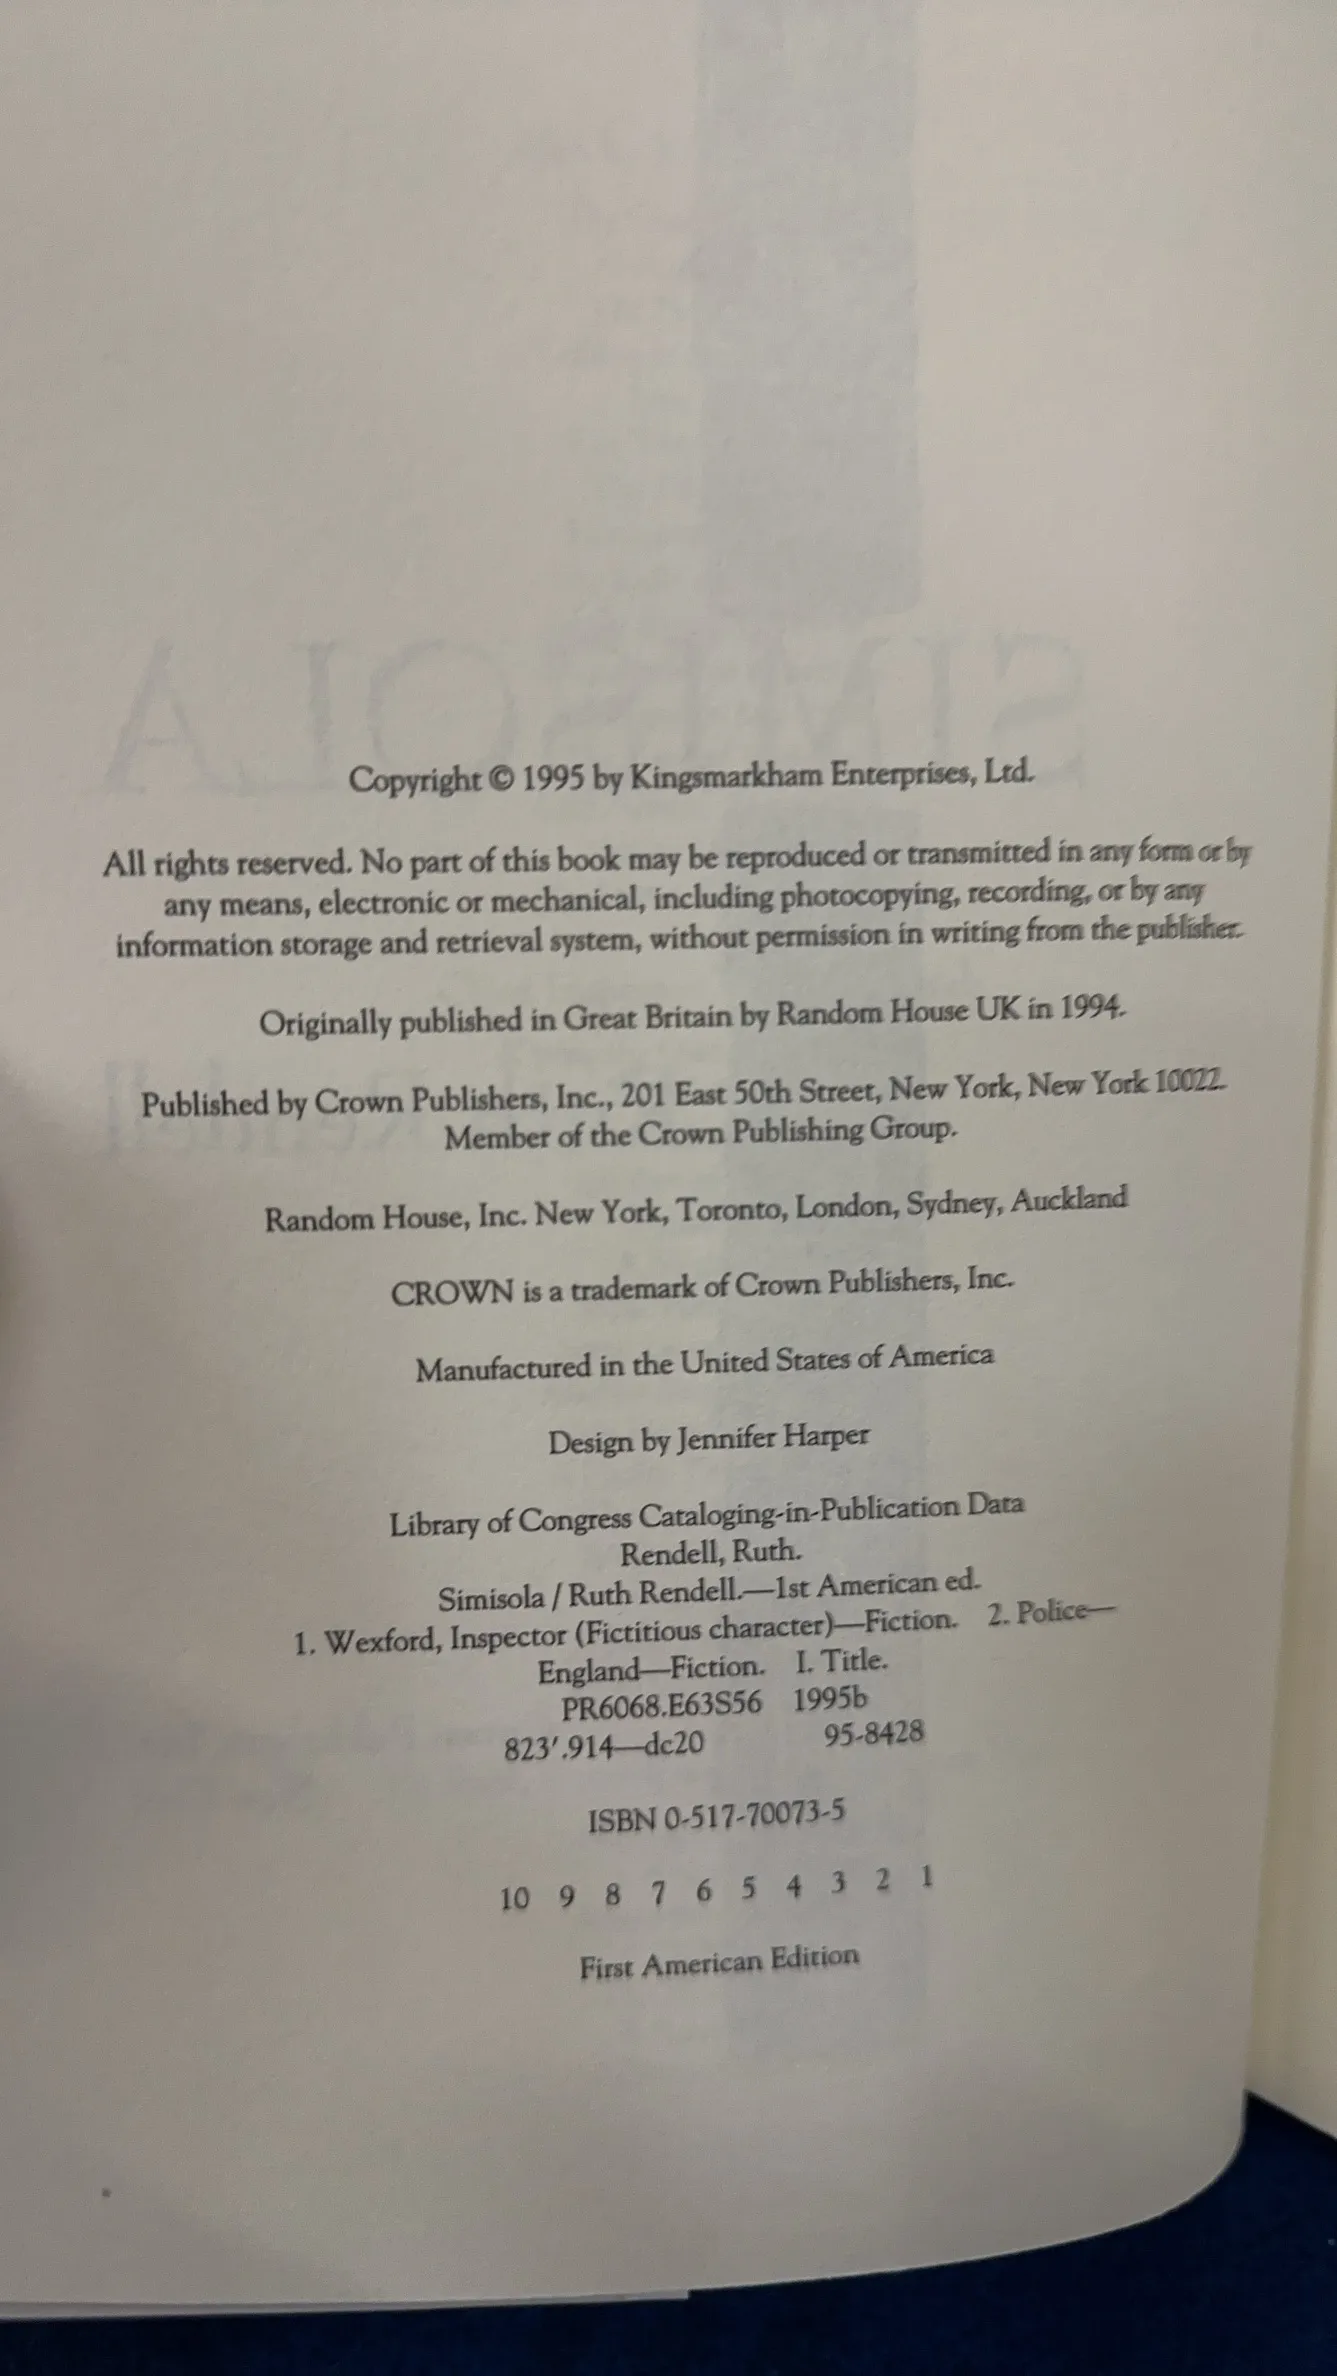 SIMISOLA
Copyright © 1995 by Kingsmarkham Enterprises, Ltd.
All rights reserved. No part of this book may be reproduced or transmitted in any form or by
any means, electronic or mechanical, including photocopying, recording, or by any
information storage and retrieval system, without permission in writing from the publisher.
Originally published in Great Britain by Random House UK in 1994.
Published by Crown Publishers, Inc., 201 East 50th Street, New York, New York 10022.
Member of the Crown Publishing Group.
Random House, Inc. New York, Toronto, London, Sydney, Auckland
CROWN is a trademark of Crown Publishers, Inc.
Manufactured in the United States of America
Design by Jennifer Harper
Library of Congress Cataloging-in-Publication Data
Rendell, Ruth.
Simisola / Ruth Rendell.—1st American ed.
1. Wexford, Inspector (Fictitious character)—Fiction. 2. Police—
England—Fiction. I. Title.
PR6068.E63S56 1995b
823′.914—dc20 95-8428
ISBN 0-517-70073-5
10 9 8 7 6 5 4 3 2 1
First American Edition